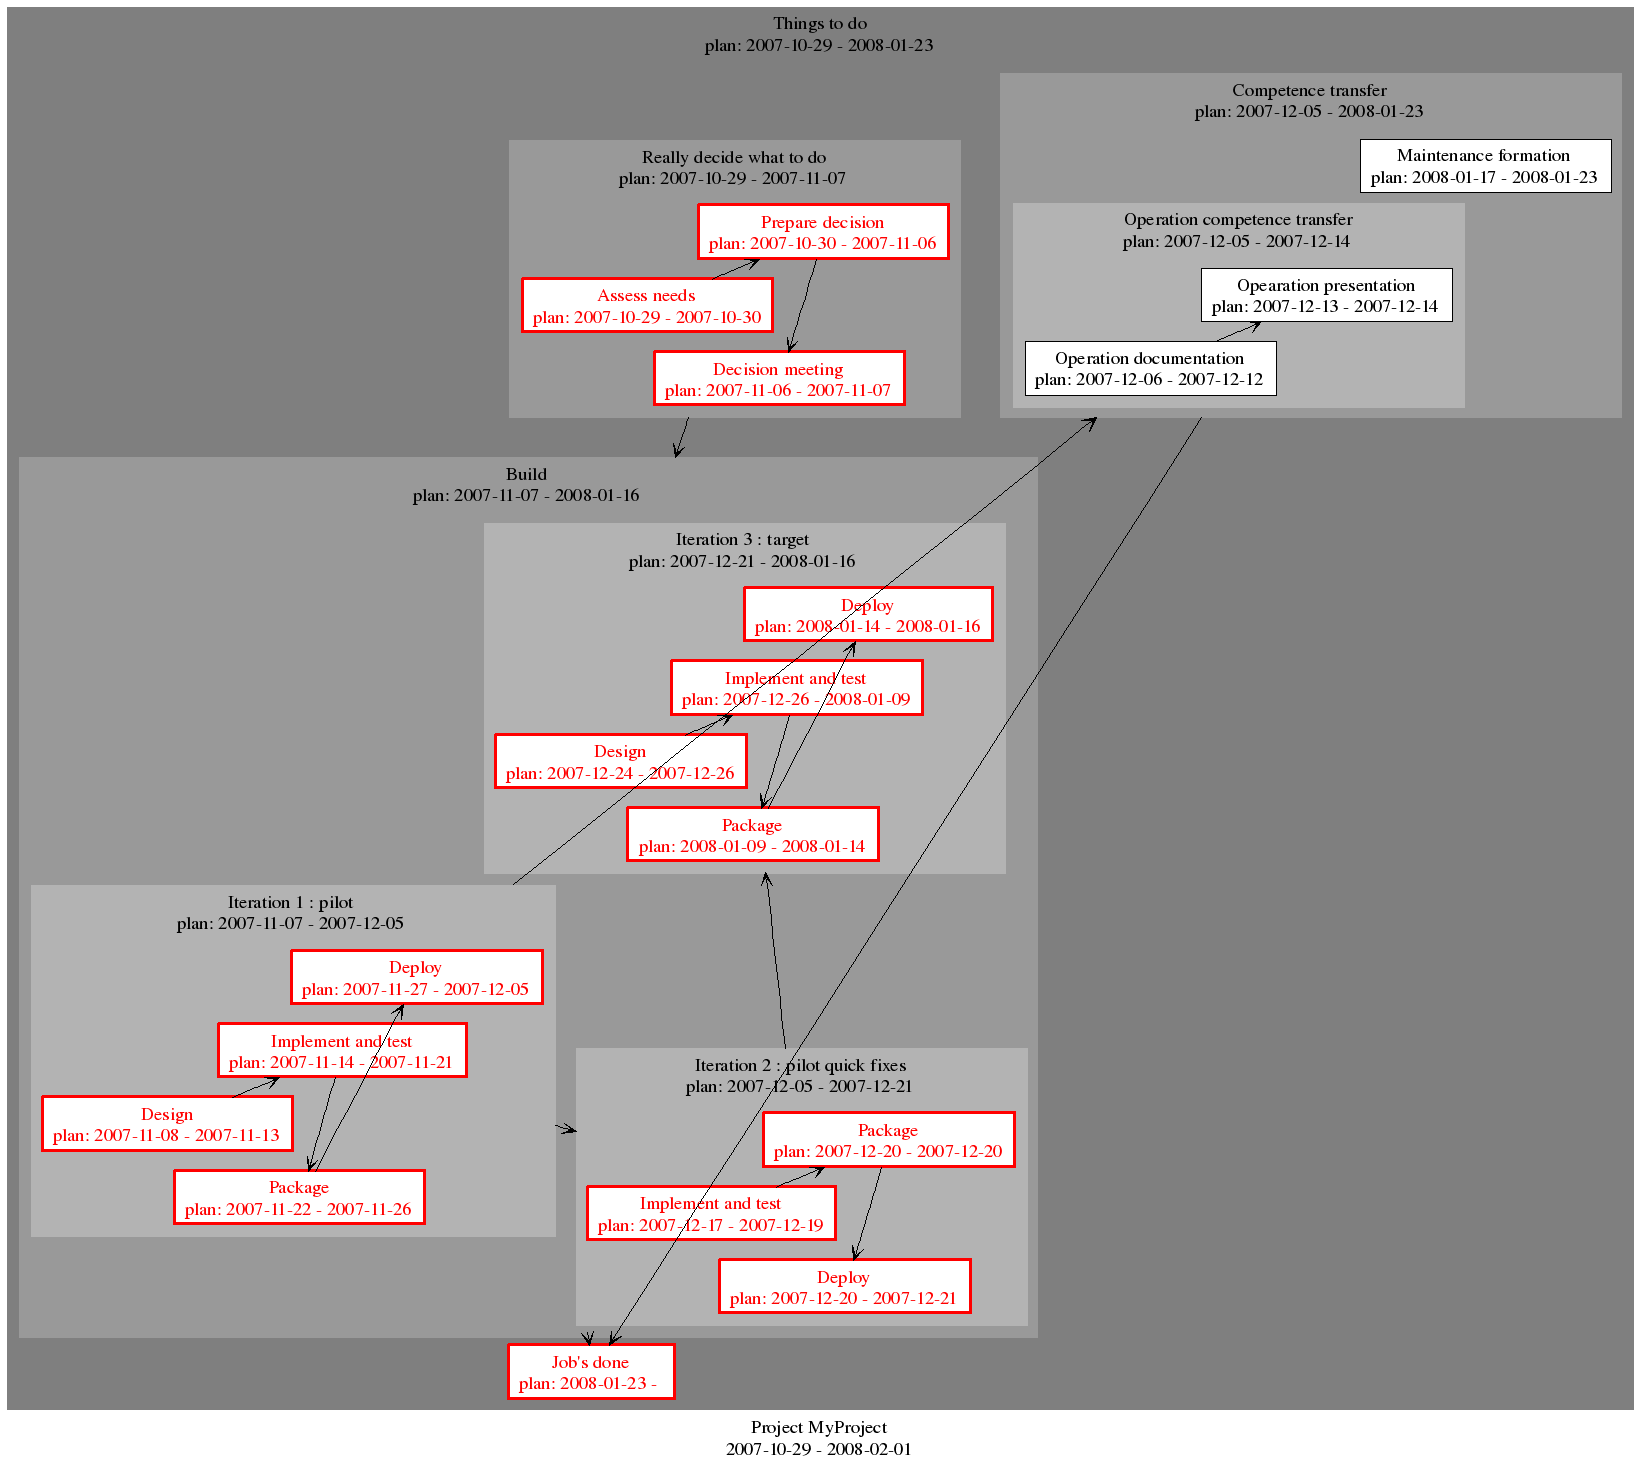 Things to do
plan: 2007-10-29 - 2008-01-23
Competence transfer
plan: 2007-12-05 - 2008-01-23
Maintenance formation
plan: 2008-01-17 - 2008-01-23
Operation competence transfer
plan: 2007-12-05 - 2007-12-14
Opearation presentation
plan: 2007-12-13 - 2007-12-14
Operation documentation
plan: 2007-12-06 - 2007-12-12
Really decide what to do
plan: 2007-10-29 - 2007-11-07
Prepare decision
plan: 2007-10-30 - 2007-11-06
Assess needs
plan: 2007-10-29 - 2007-10-30
Decision meeting
plan: 2007-11-06 - 2007-11-07
Build
plan: 2007-11-07 - 2008-01-16
Iteration 3 : target
plan: 2007-12-21 - 2008-01-16
Deploy
plan: 2008-01-14 - 2008-01-16
Implement and test
plan: 2007-12-26 - 2008-01-09
Design
plan: 2007-12-24 - 2007-12-26
Package
plan: 2008-01-09 - 2008-01-14
Iteration 1 : pilot
plan: 2007-11-07 - 2007-12-05
Deploy
plan: 2007-11-27 - 2007-12-05
Implement and test
plan: 2007-11-14 - 2007-11-21
Design
plan: 2007-11-08 - 2007-11-13
Package
plan: 2007-11-22 - 2007-11-26
Iteration 2 : pilot quick fixes
plan: 2007-12-05 - 2007-12-21
Package
plan: 2007-12-20 - 2007-12-20
Implement and test
plan: 2007-12-17 - 2007-12-19
Deploy
plan: 2007-12-20 - 2007-12-21
Job's done
plan: 2008-01-23 -
Project MyProject
2007-10-29 - 2008-02-01